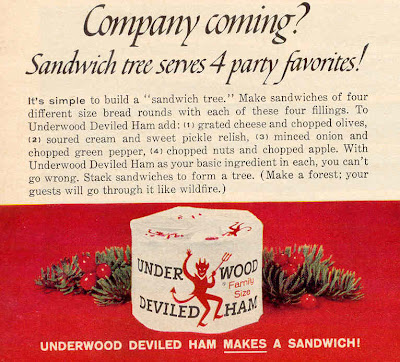 Company coming?
Sandwich tree serves 4 party favorites!
It's simple to build a "sandwich tree." Make sandwiches of four
different size bread rounds with each of these four fillings. To
Underwood Deviled Ham add: (1) grated cheese and chopped olives,
(2) soured cream and sweet pickle relish, (3) minced onion and
chopped green pepper, (4) chopped nuts and chopped apple. With
Underwood Deviled Ham as your basic ingredient in each, you can't
go wrong. Stack sandwiches to form a tree. (Make a forest; your
guests will go through it like wildfire.)
UNDERWOOD
Family
Size
DEVILED HAM
UNDERWOOD DEVILED HAM MAKES A SANDWICH!